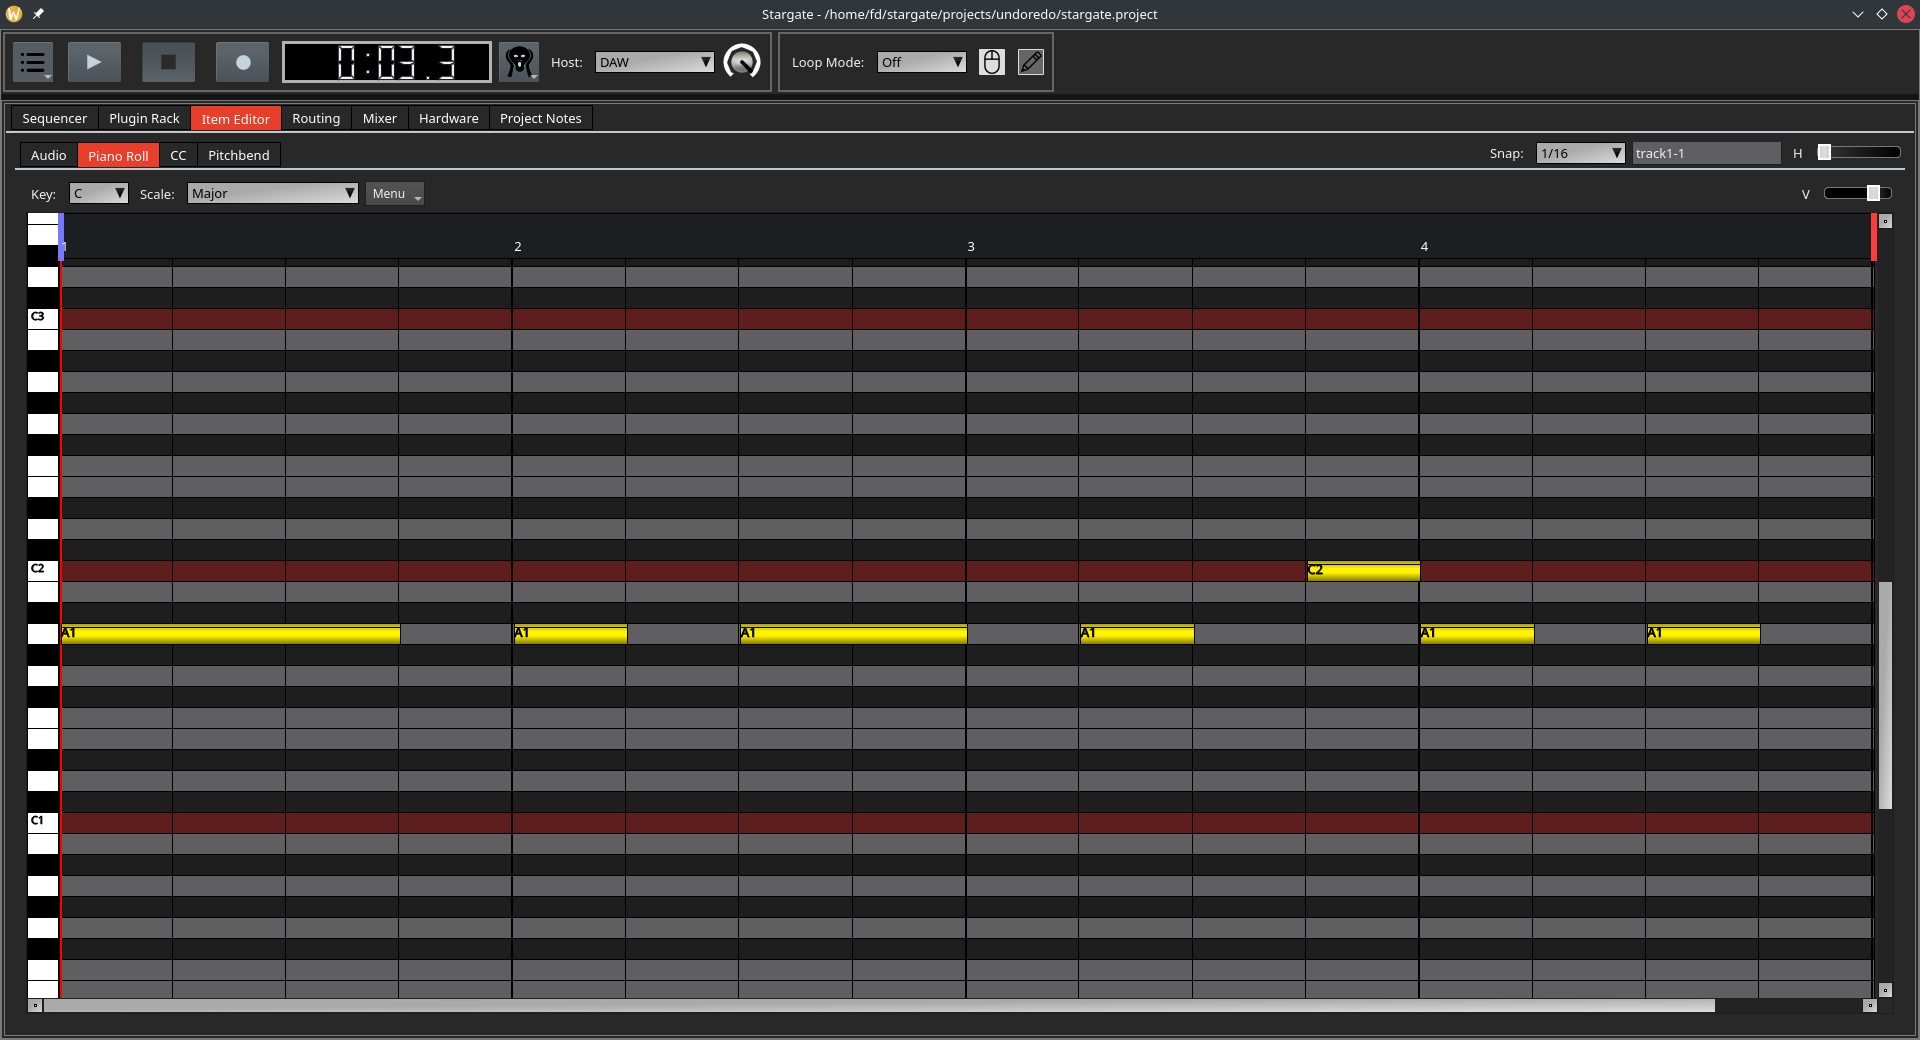 Stargate - /home/fd/stargate/projects/undoredo/stargate.project
0:03.3
Host: DAW
Loop Mode: Off
Sequencer Plugin Rack Item Editor Routing Mixer Hardware Project Notes
Audio Piano Roll CC Pitchbend
Snap: 1/16 track1-1 H
Key: C Scale: Major Menu V
1 2 3 4
C3
C2 C2
A1 A1 A1 A1 A1 A1
C1